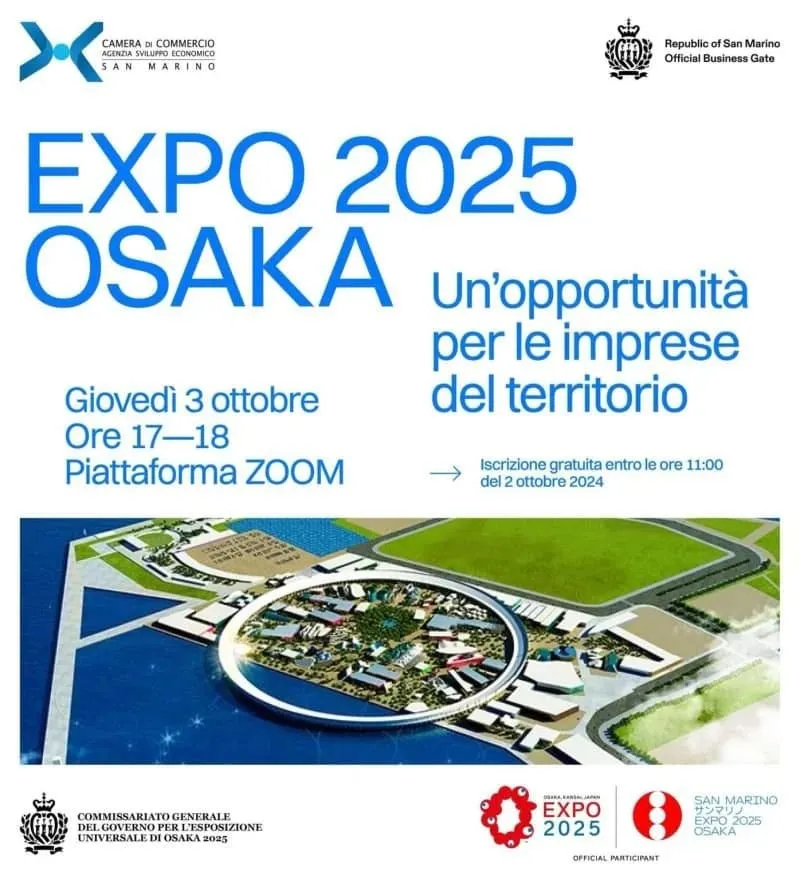 CAMERA DI COMMERCIO
AGENZIA SVILUPPO ECONOMICO
SAN MARINO
Republic of San Marino
Official Business Gate
EXPO 2025
OSAKA
Un'opportunità
per le imprese
del territorio
Giovedì 3 ottobre
Ore 17—18
Piattaforma ZOOM
Iscrizione gratuita entro le ore 11:00
del 2 ottobre 2024
COMMISSARIATO GENERALE
DEL GOVERNO PER L'ESPOSIZIONE
UNIVERSALE DI OSAKA 2025
OSAKA, KANSAI, JAPAN
EXPO
2025
SAN MARINO
サンマリノ
EXPO 2025
OSAKA
OFFICIAL PARTICIPANT